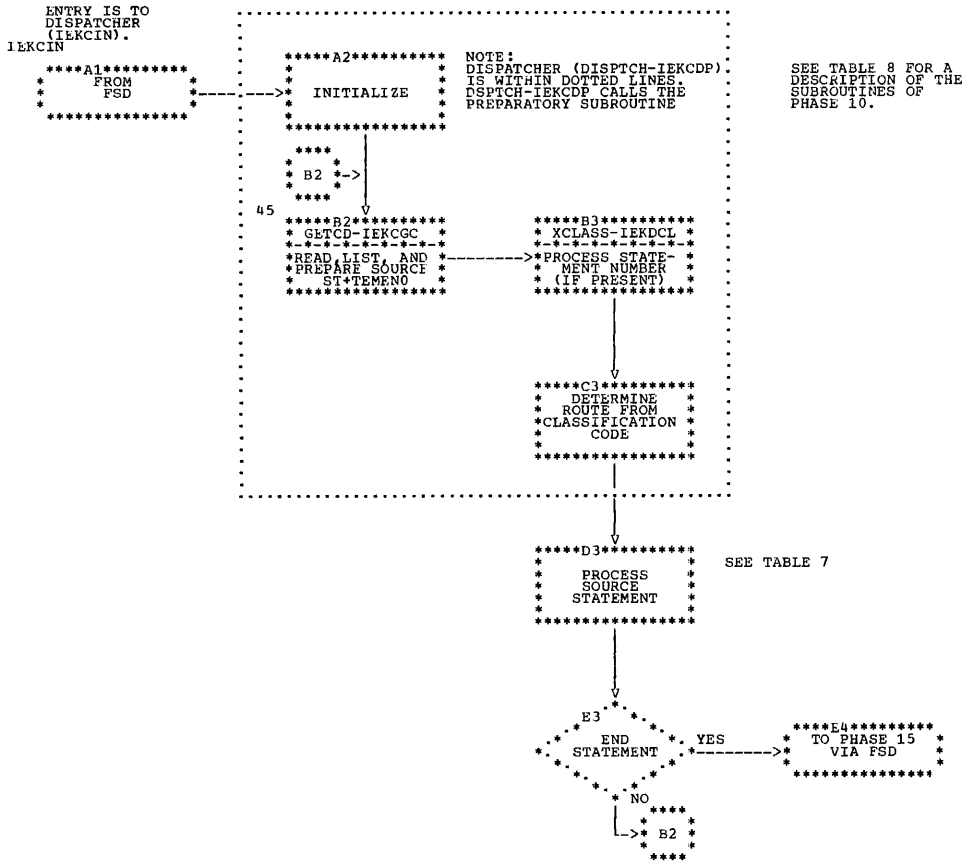 ENTRY IS TO
DISPATCHER
(IEKCIN).
IEKCIN
A1
FROM
FSD
A2
INITIALIZE
NOTE:
DISPATCHER (DISPTCH-IEKCDP)
IS WITHIN DOTTED LINES.
DSPTCH-IEKCDP CALLS THE
PREPARATORY SUBROUTINE
SEE TABLE 8 FOR A
DESCRIPTION OF THE
SUBROUTINES OF
PHASE 10.
B2
45
B2
GETCD-IEKCGC
READ,LIST, AND
PREPARE SOURCE
ST+TEMEN0
B3
XCLASS-IEKDCL
PROCESS STATE-
MENT NUMBER
(IF PRESENT)
C3
DETERMINE
ROUTE FROM
CLASSIFICATION
CODE
D3
PROCESS
SOURCE
STATEMENT
SEE TABLE 7
E3
END
STATEMENT
YES
E4
TO PHASE 15
VIA FSD
NO
B2